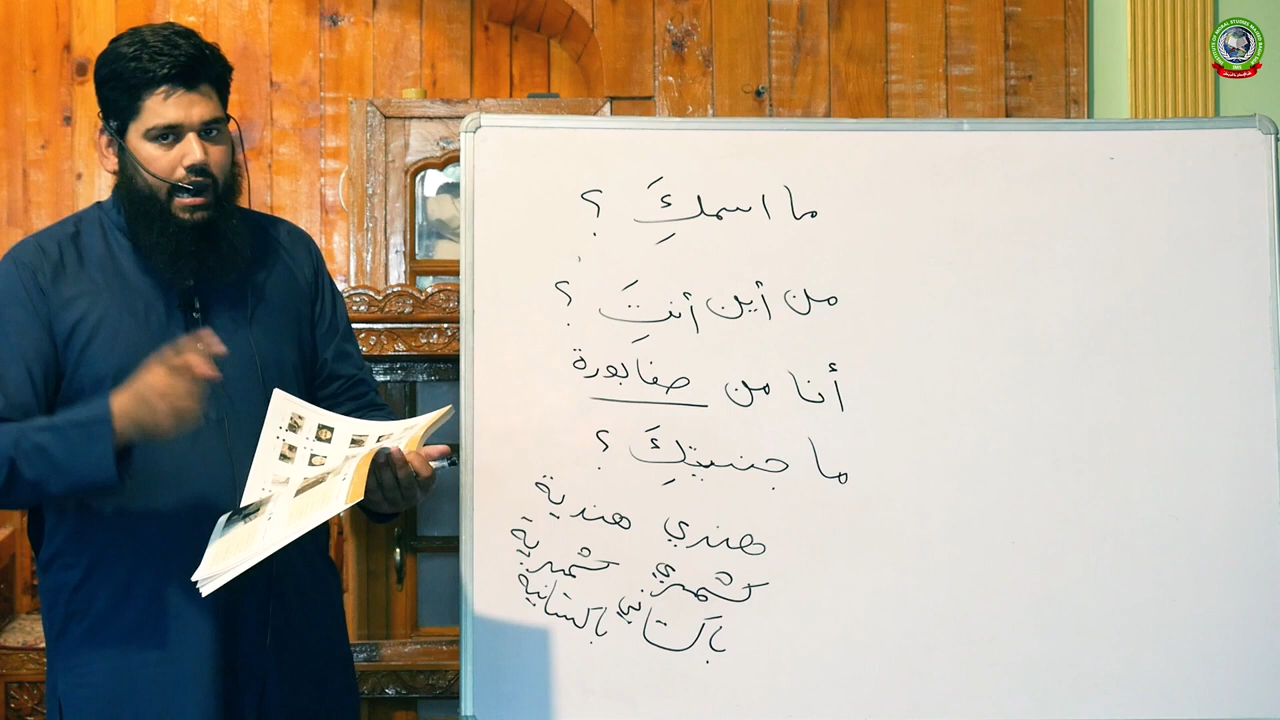 ما اسمكَِ ؟
من أين أنتَِ ؟
أنا من صفابورة
ما جنسيتكَِ ؟
هندي هندية
كشميري كشميرية
باكستاني باكستانية